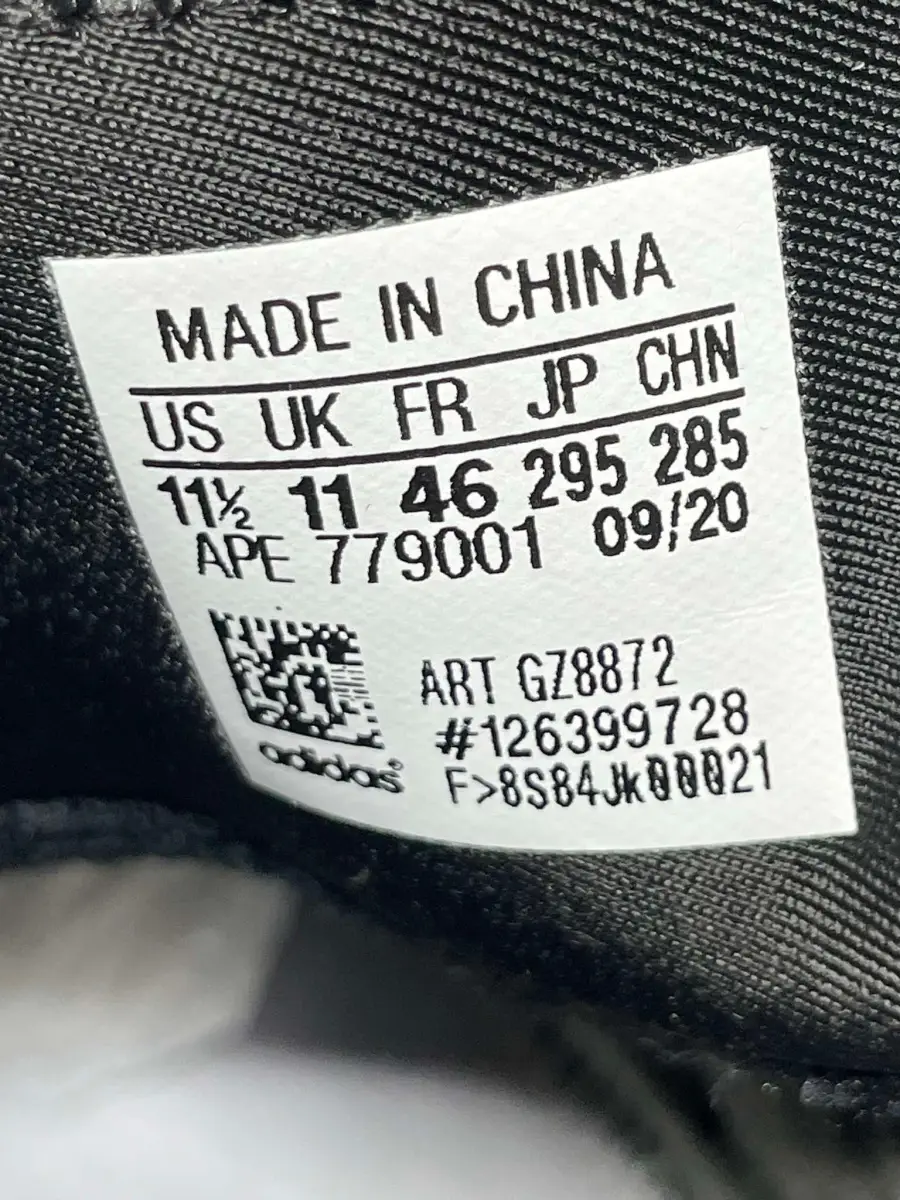 MADE IN CHINA
US UK FR JP CHN
11½ 11 46 295 285
APE 779001 09/20
ART GZ8872
#126399728
F>8S84Jk00021
adidas